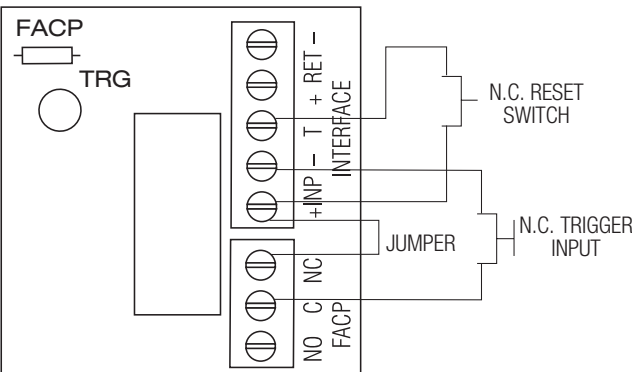 FACP
TRG
+ INP − T + RET −
INTERFACE
NO C NC
FACP
N.C. RESET
SWITCH
JUMPER
N.C. TRIGGER
INPUT